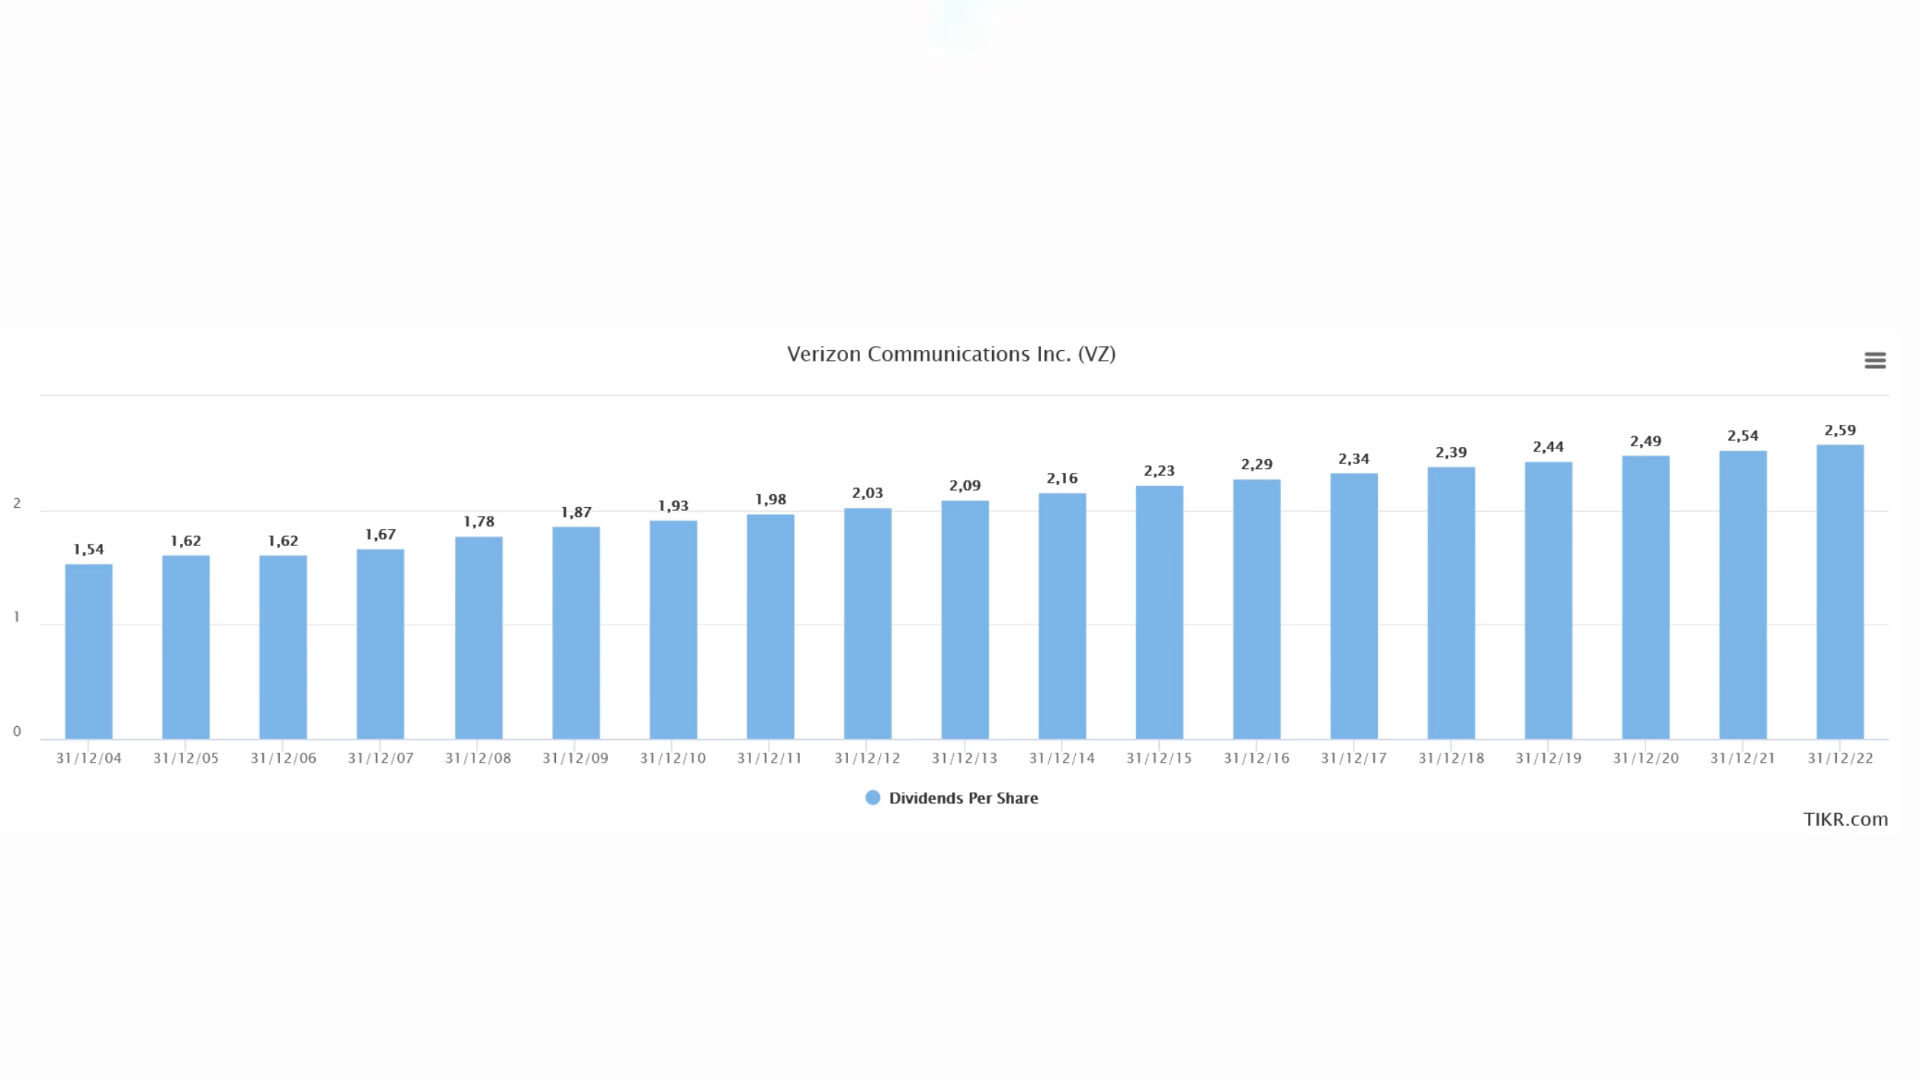 Verizon Communications Inc. (VZ)
1,54 1,62 1,62 1,67 1,78 1,87 1,93 1,98 2,03 2,09 2,16 2,23 2,29 2,34 2,39 2,44 2,49 2,54 2,59
2
1
0
31/12/04 31/12/05 31/12/06 31/12/07 31/12/08 31/12/09 31/12/10 31/12/11 31/12/12 31/12/13 31/12/14 31/12/15 31/12/16 31/12/17 31/12/18 31/12/19 31/12/20 31/12/21 31/12/22
Dividends Per Share
TIKR.com